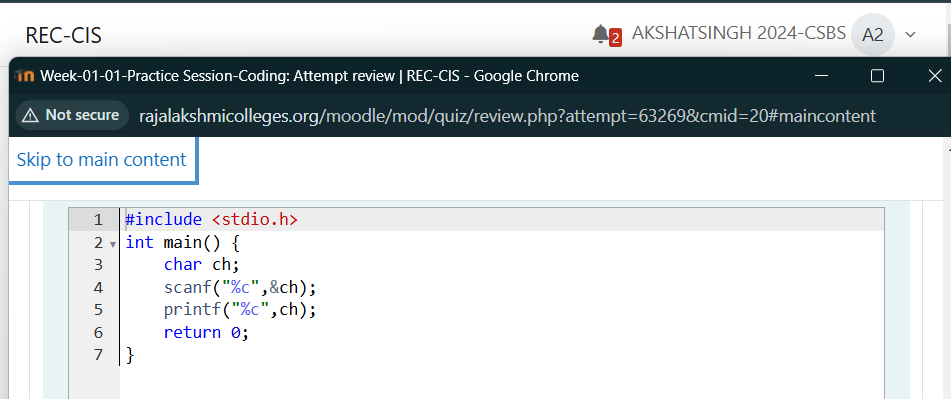 REC-CIS
2
AKSHATSINGH 2024-CSBS
A2
Week-01-01-Practice Session-Coding: Attempt review | REC-CIS - Google Chrome
Not secure
rajalakshmicolleges.org/moodle/mod/quiz/review.php?attempt=63269&cmid=20#maincontent
Skip to main content
1 #include <stdio.h>
2 int main() {
3     char ch;
4     scanf("%c",&ch);
5     printf("%c",ch);
6     return 0;
7 }